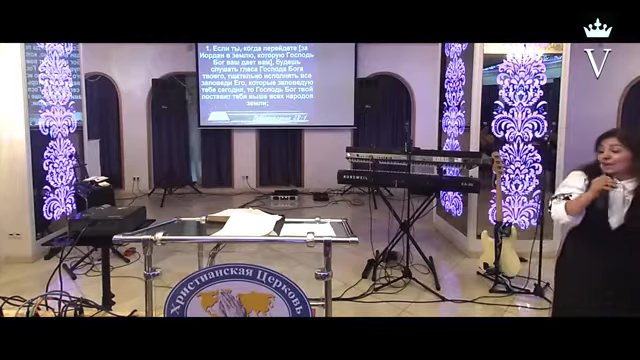 1. Если ты, когда перейдете [за
Иордан в землю, которую Господь
Бог ваш дает вам], будешь
слушать гласа Господа Бога
твоего, тщательно исполнять все
заповеди Его, которые заповедую
тебе сегодня, то Господь Бог твой
поставит тебя выше всех народов
земли;
V
KURZWEIL
Христианская Церковь